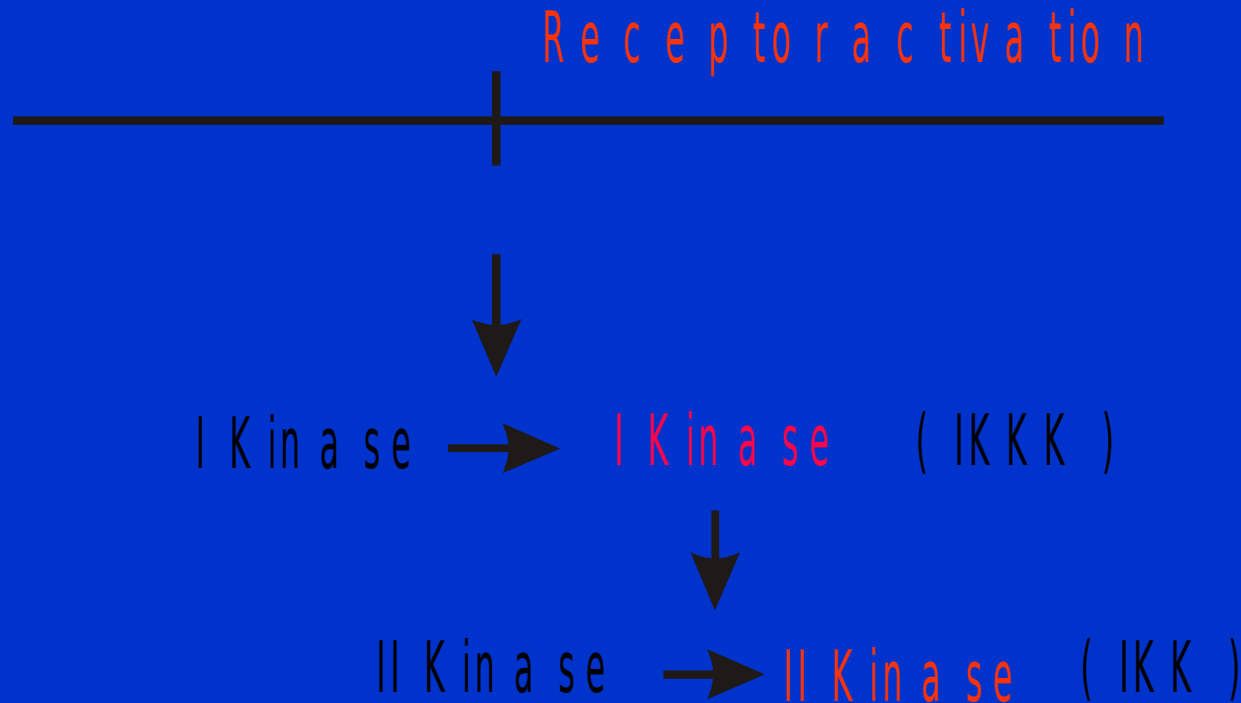 Receptor activation
I Kinase I Kinase (IKKK)
II Kinase II Kinase (IKK)